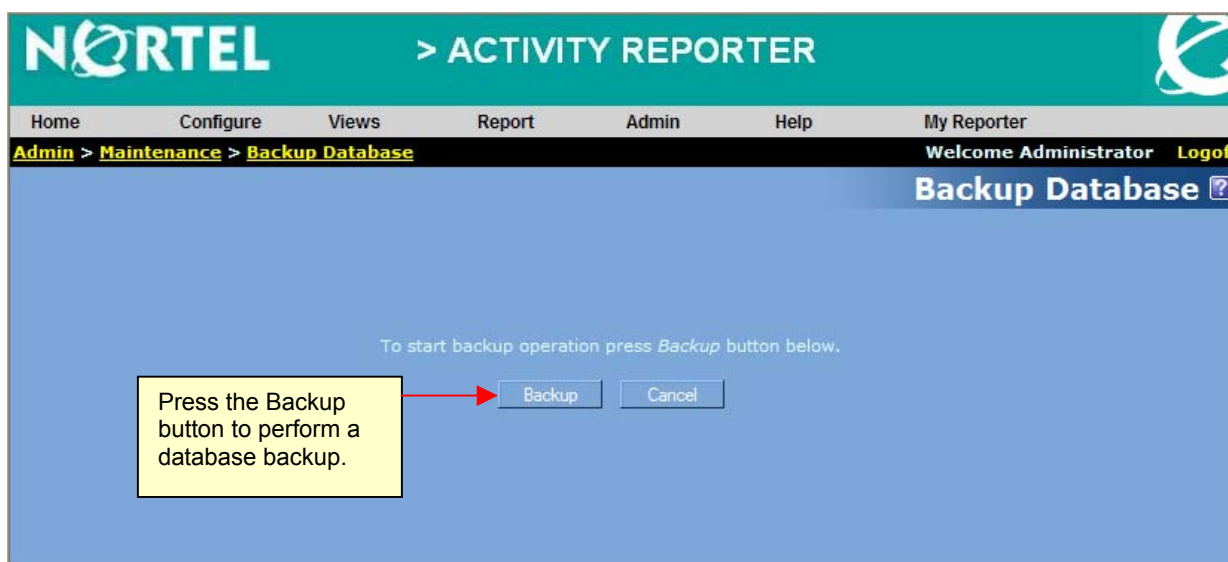 NORTEL > ACTIVITY REPORTER
Home Configure Views Report Admin Help My Reporter
Admin > Maintenance > Backup Database Welcome Administrator Logof
Backup Database ?
To start backup operation press Backup button below.
Backup Cancel
Press the Backup
button to perform a
database backup.